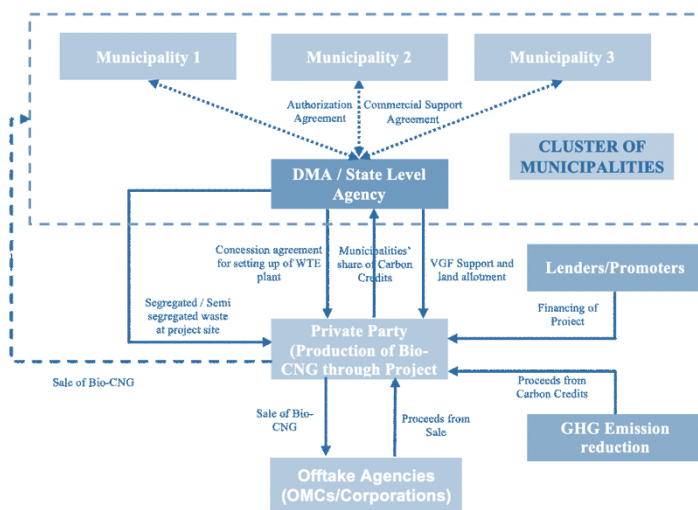 Municipality 1
Municipality 2
Municipality 3
Authorization
Agreement
Commercial Support
Agreement
CLUSTER OF
MUNICIPALITIES
DMA / State Level
Agency
Concession agreement
for setting up of WTE
plant
Municipalities'
share of Carbon
Credits
VGF Support and
land allotment
Lenders/Promoters
Segregated / Semi
segregated waste
at project site
Financing of
Project
Private Party
(Production of Bio-
CNG through Project
Sale of Bio-CNG
Proceeds from
Carbon Credits
Sale of Bio-
CNG
Proceeds from
Sale
GHG Emission
reduction
Offtake Agencies
(OMCs/Corporations)